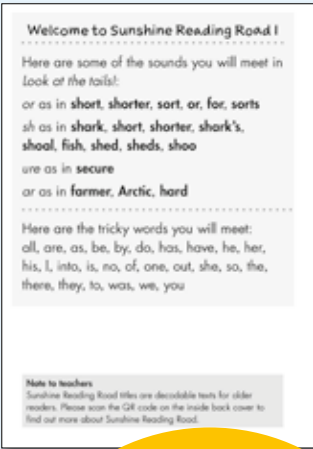 Welcome to Sunshine Reading Road 1
Here are some of the sounds you will meet in
Look at the tails!:
or as in short, shorter, sort, or, for, sorts
sh as in shark, short, shorter, shark's,
shoal, fish, shed, sheds, shoo
ure as in secure
ar as in farmer, Arctic, hard
Here are the tricky words you will meet:
all, are, as, be, by, do, has, have, he, her,
his, I, into, is, no, of, one, out, she, so, the,
there, they, to, was, we, you
Note to teachers
Sunshine Reading Road titles are decodable texts for older
readers. Please scan the QR code on the inside back cover to
find out more about Sunshine Reading Road.